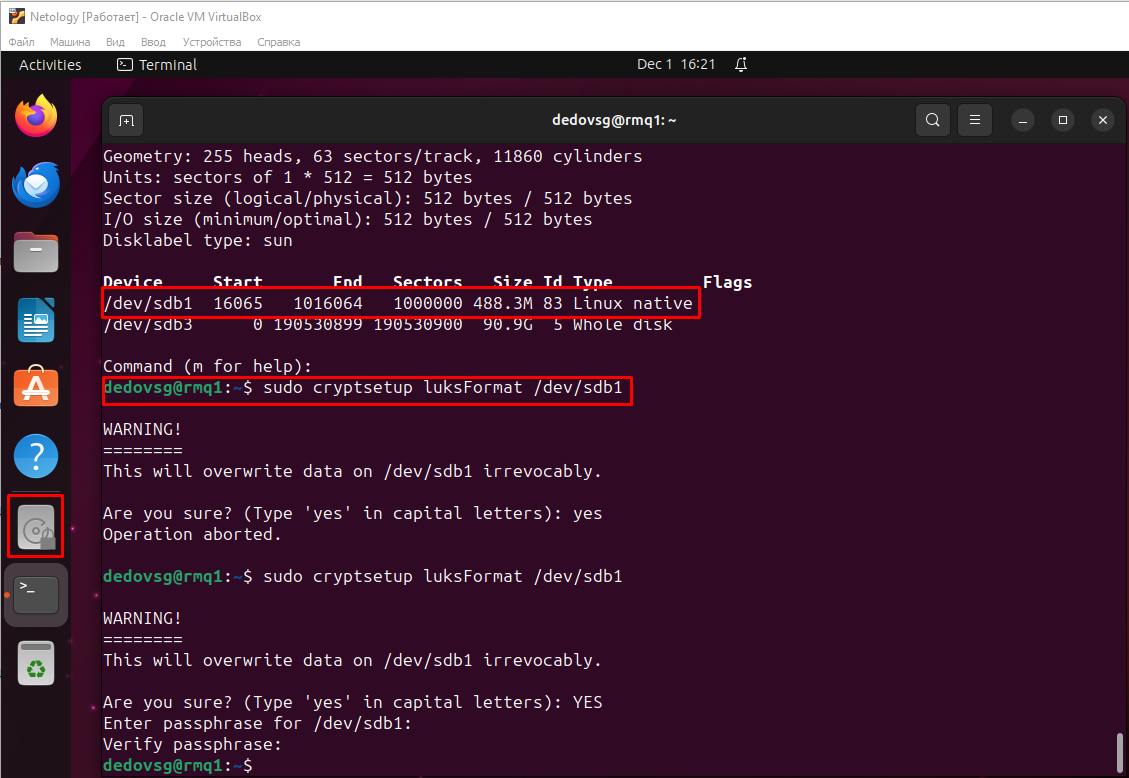 Netology [Работает] - Oracle VM VirtualBox
Файл Машина Вид Ввод Устройства Справка
Activities Terminal Dec 1 16:21
dedovsg@rmq1: ~
Geometry: 255 heads, 63 sectors/track, 11860 cylinders
Units: sectors of 1 * 512 = 512 bytes
Sector size (logical/physical): 512 bytes / 512 bytes
I/O size (minimum/optimal): 512 bytes / 512 bytes
Disklabel type: sun
Device Start End Sectors Size Id Type Flags
/dev/sdb1 16065 1016064 1000000 488.3M 83 Linux native
/dev/sdb3 0 190530899 190530900 90.9G 5 Whole disk
Command (m for help):
dedovsg@rmq1:~$ sudo cryptsetup luksFormat /dev/sdb1
WARNING!
========
This will overwrite data on /dev/sdb1 irrevocably.
Are you sure? (Type 'yes' in capital letters): yes
Operation aborted.
dedovsg@rmq1:~$ sudo cryptsetup luksFormat /dev/sdb1
WARNING!
========
This will overwrite data on /dev/sdb1 irrevocably.
Are you sure? (Type 'yes' in capital letters): YES
Enter passphrase for /dev/sdb1:
Verify passphrase:
dedovsg@rmq1:~$